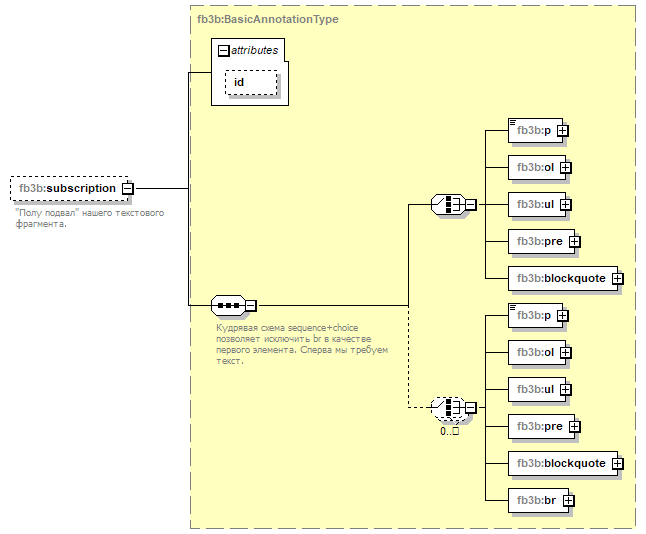 fb3b:BasicAnnotationType
attributes
id
fb3b:subscription
"Полу подвал" нашего текстового
фрагмента.
Кудрявая схема sequence+choice
позволяет исключить br в качестве
первого элемента. Сперва мы требуем
текст.
fb3b:p
fb3b:ol
fb3b:ul
fb3b:pre
fb3b:blockquote
fb3b:p
fb3b:ol
fb3b:ul
fb3b:pre
fb3b:blockquote
fb3b:br
0..□